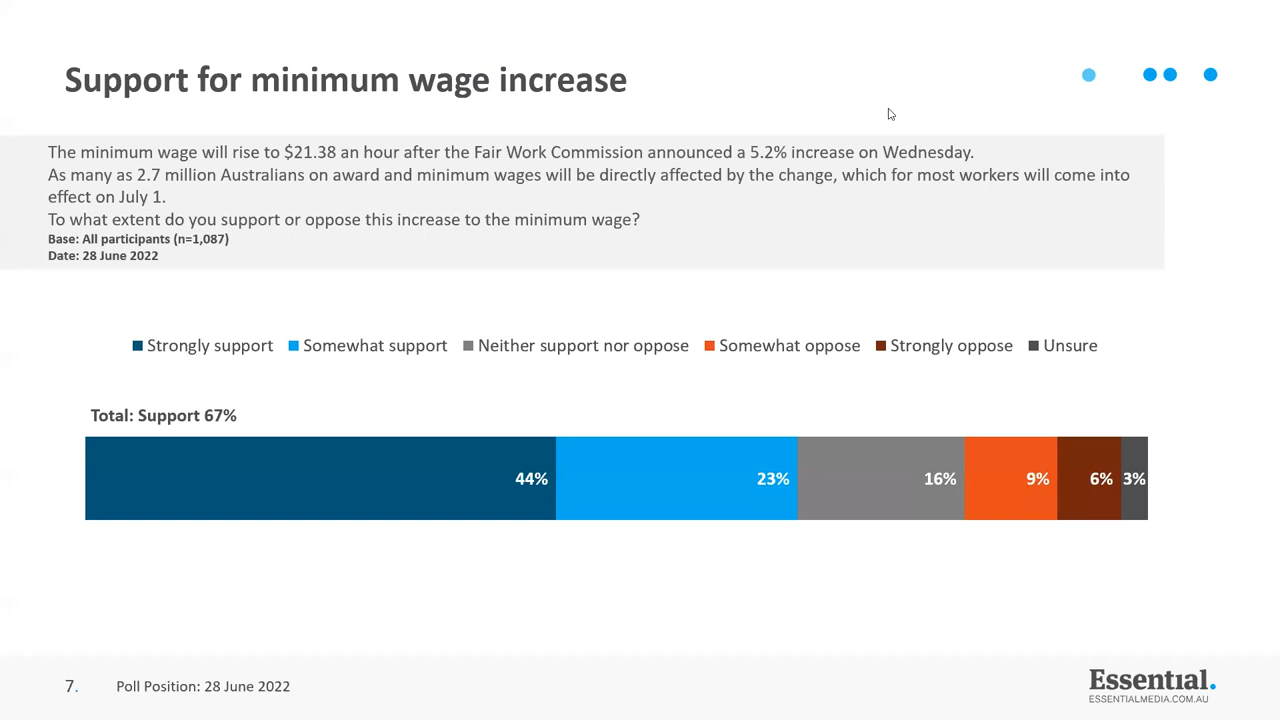 Support for minimum wage increase
The minimum wage will rise to $21.38 an hour after the Fair Work Commission announced a 5.2% increase on Wednesday.
As many as 2.7 million Australians on award and minimum wages will be directly affected by the change, which for most workers will come into
effect on July 1.
To what extent do you support or oppose this increase to the minimum wage?
Base: All participants (n=1,087)
Date: 28 June 2022
Strongly support Somewhat support Neither support nor oppose Somewhat oppose Strongly oppose Unsure
Total: Support 67%
44% 23% 16% 9% 6% 3%
7. Poll Position: 28 June 2022
Essential.
ESSENTIALMEDIA.COM.AU